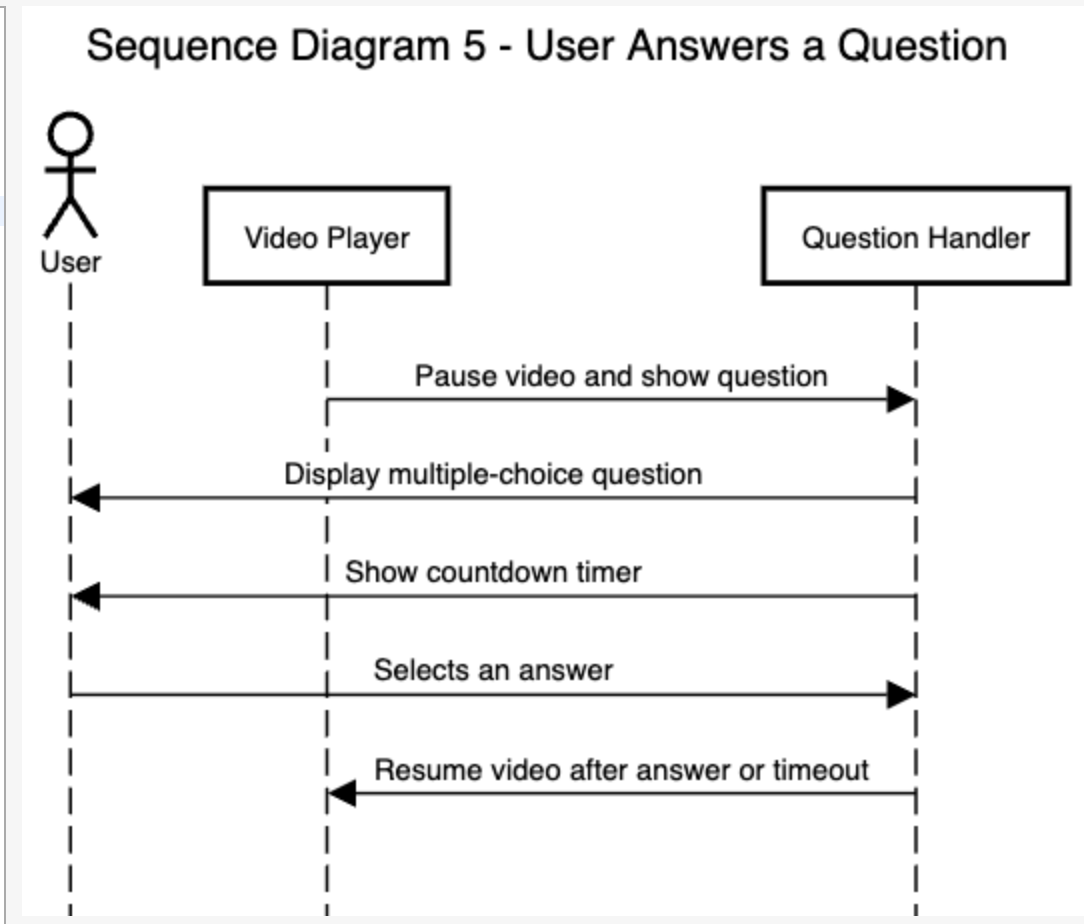 Sequence Diagram 5 - User Answers a Question
User
Video Player
Question Handler
Pause video and show question
Display multiple-choice question
Show countdown timer
Selects an answer
Resume video after answer or timeout